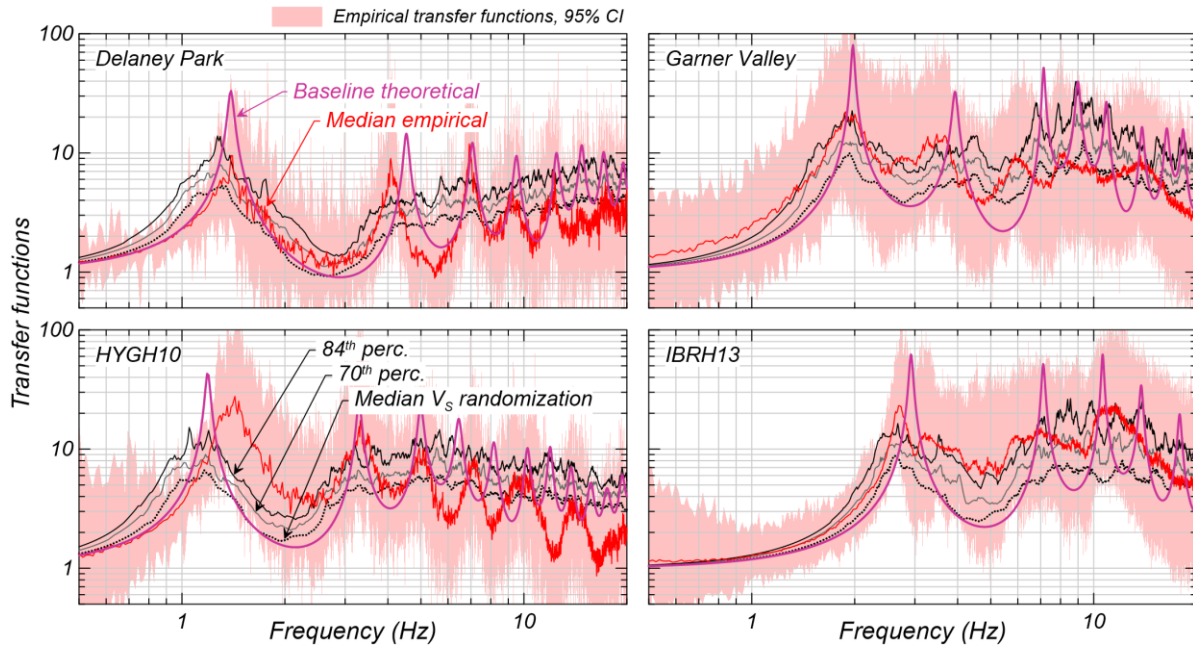 Empirical transfer functions, 95% CI
100
Delaney Park
Garner Valley
Baseline theoretical
Median empirical
10
1
Transfer functions
100
HYGH10
IBRH13
84th perc.
70th perc.
Median VS randomization
10
1
1
10
1
10
Frequency (Hz)
Frequency (Hz)